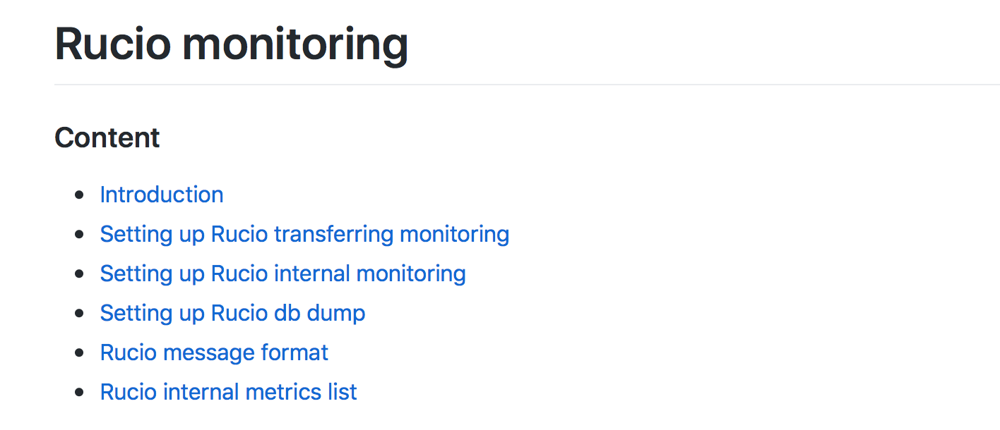 Rucio monitoring
Content
Introduction
Setting up Rucio transferring monitoring
Setting up Rucio internal monitoring
Setting up Rucio db dump
Rucio message format
Rucio internal metrics list